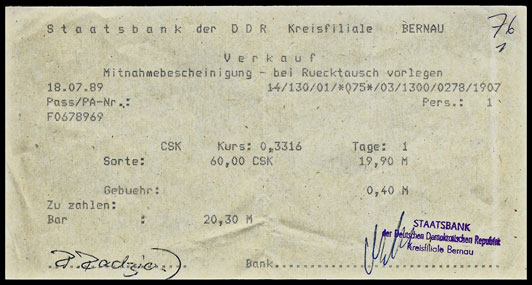 Staatsbank der DDR Kreisfiliale BERNAU
76
1
Verkauf
Mitnahmebescheinigung - bei Ruecktausch vorlegen
18.07.89 14/130/01/*075*/03/1300/0278/1907
Pass/PA-Nr.: Pers.: 1
F0678969
CSK Kurs: 0,3316 Tage: 1
Sorte: 60,00 CSK 19,90 M
Gebuehr: 0,40 M
Zu zahlen:
Bar : 20,30 M
STAATSBANK
der Deutschen Demokratischen Republik
Kreisfiliale Bernau
Bank